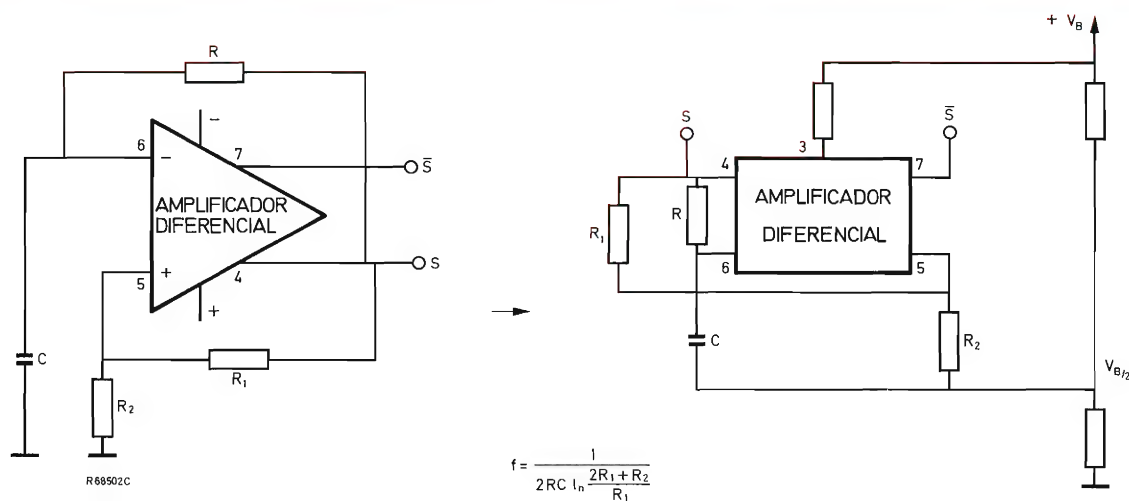 R
6
−
−
7
S̅
AMPLIFICADOR
DIFERENCIAL
+
5
4
S
+
C
R1
R2
R68502C
+ VB
S
S̅
3
4
7
AMPLIFICADOR
DIFERENCIAL
R
R1
6
5
C
R2
VB/2
f = 1 / 2RC ln 2R1 + R2 / R1